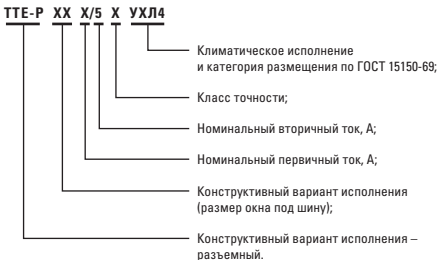 ТТЕ-Р ХХ Х/5 Х УХЛ4
Климатическое исполнение
и категория размещения по ГОСТ 15150-69;
Класс точности;
Номинальный вторичный ток, А;
Номинальный первичный ток, А;
Конструктивный вариант исполнения
(размер окна под шину);
Конструктивный вариант исполнения –
разъемный.